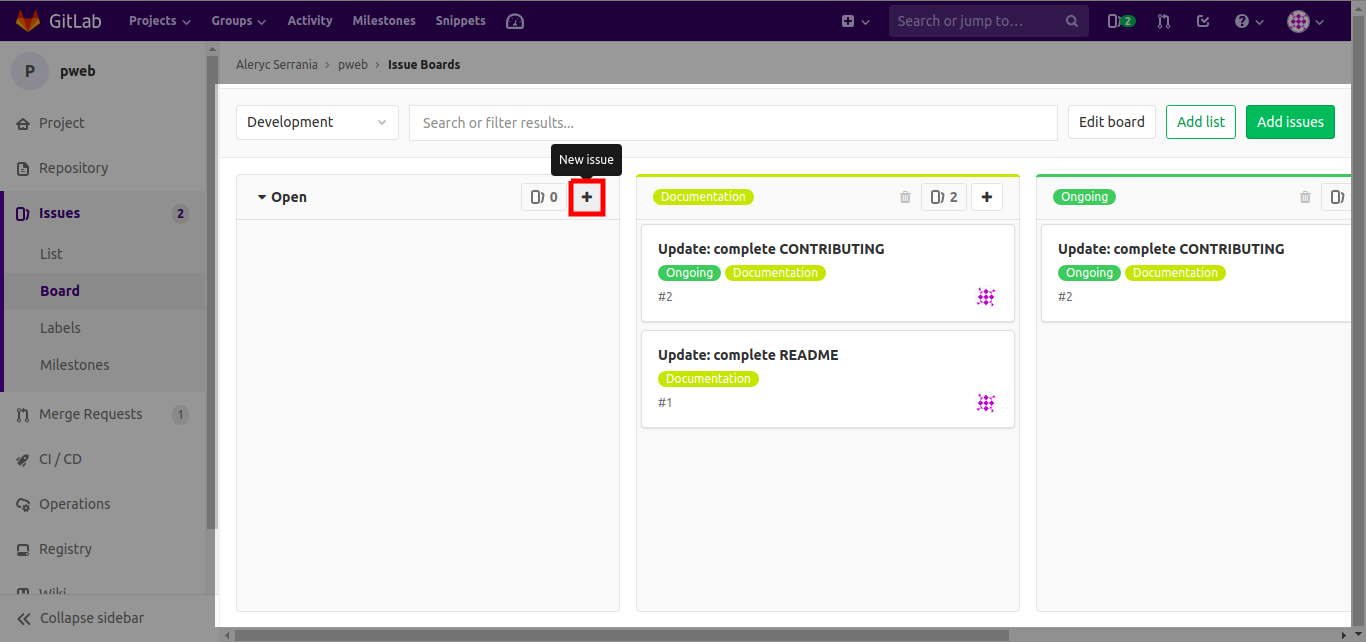 GitLab Projects Groups Activity Milestones Snippets Search or jump to... 2
P pweb
Aleryc Serrania › pweb › Issue Boards
Project
Repository
Issues 2
List
Board
Labels
Milestones
Merge Requests 1
CI / CD
Operations
Registry
Wiki
Collapse sidebar
Development Search or filter results... Edit board Add list Add issues
New issue
Open 0
Documentation 2
Update: complete CONTRIBUTING
Ongoing Documentation
#2
Update: complete README
Documentation
#1
Ongoing
Update: complete CONTRIBUTING
Ongoing Documentation
#2